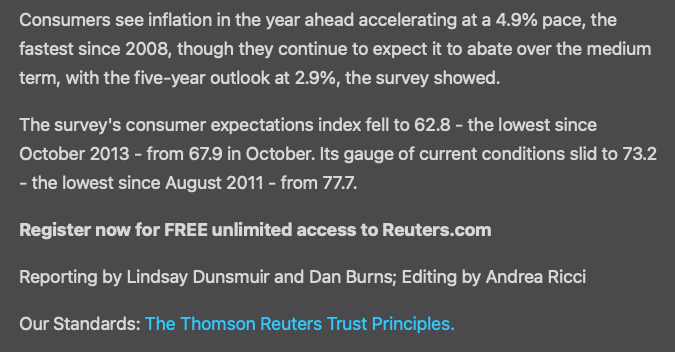 Consumers see inflation in the year ahead accelerating at a 4.9% pace, the
fastest since 2008, though they continue to expect it to abate over the medium
term, with the five-year outlook at 2.9%, the survey showed.
The survey's consumer expectations index fell to 62.8 - the lowest since
October 2013 - from 67.9 in October. Its gauge of current conditions slid to 73.2
- the lowest since August 2011 - from 77.7.
Register now for FREE unlimited access to Reuters.com
Reporting by Lindsay Dunsmuir and Dan Burns; Editing by Andrea Ricci
Our Standards: The Thomson Reuters Trust Principles.